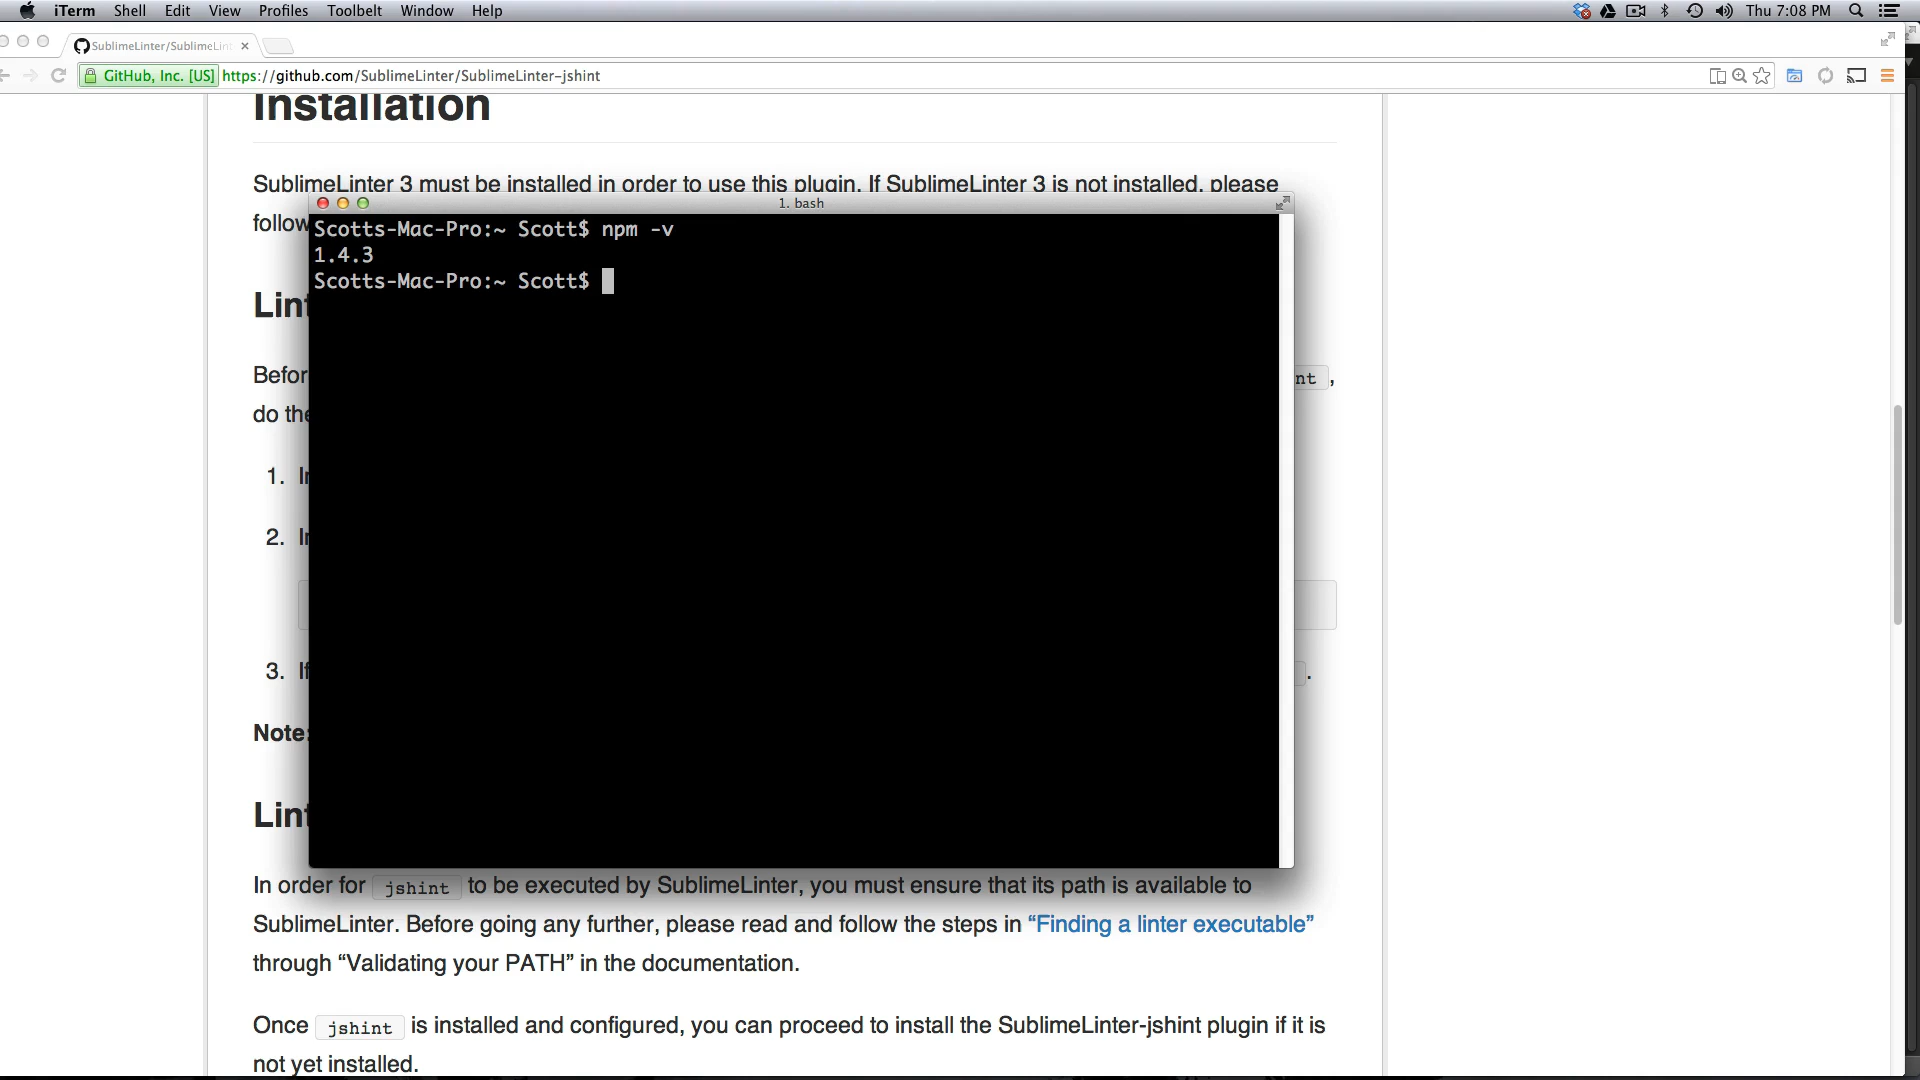 iTerm Shell Edit View Profiles Toolbelt Window Help Thu 7:08 PM
SublimeLinter/SublimeLint
GitHub, Inc. [US] https://github.com/SublimeLinter/SublimeLinter-jshint
Installation
SublimeLinter 3 must be installed in order to use this plugin. If SublimeLinter 3 is not installed, please
follow
1. bash
Scotts-Mac-Pro:~ Scott$ npm -v
1.4.3
Scotts-Mac-Pro:~ Scott$
Lint
Befor nt ,
do the
1. I
2. I
3. If .
Note:
Lint
In order for jshint to be executed by SublimeLinter, you must ensure that its path is available to
SublimeLinter. Before going any further, please read and follow the steps in “Finding a linter executable”
through “Validating your PATH” in the documentation.
Once jshint is installed and configured, you can proceed to install the SublimeLinter-jshint plugin if it is
not yet installed.